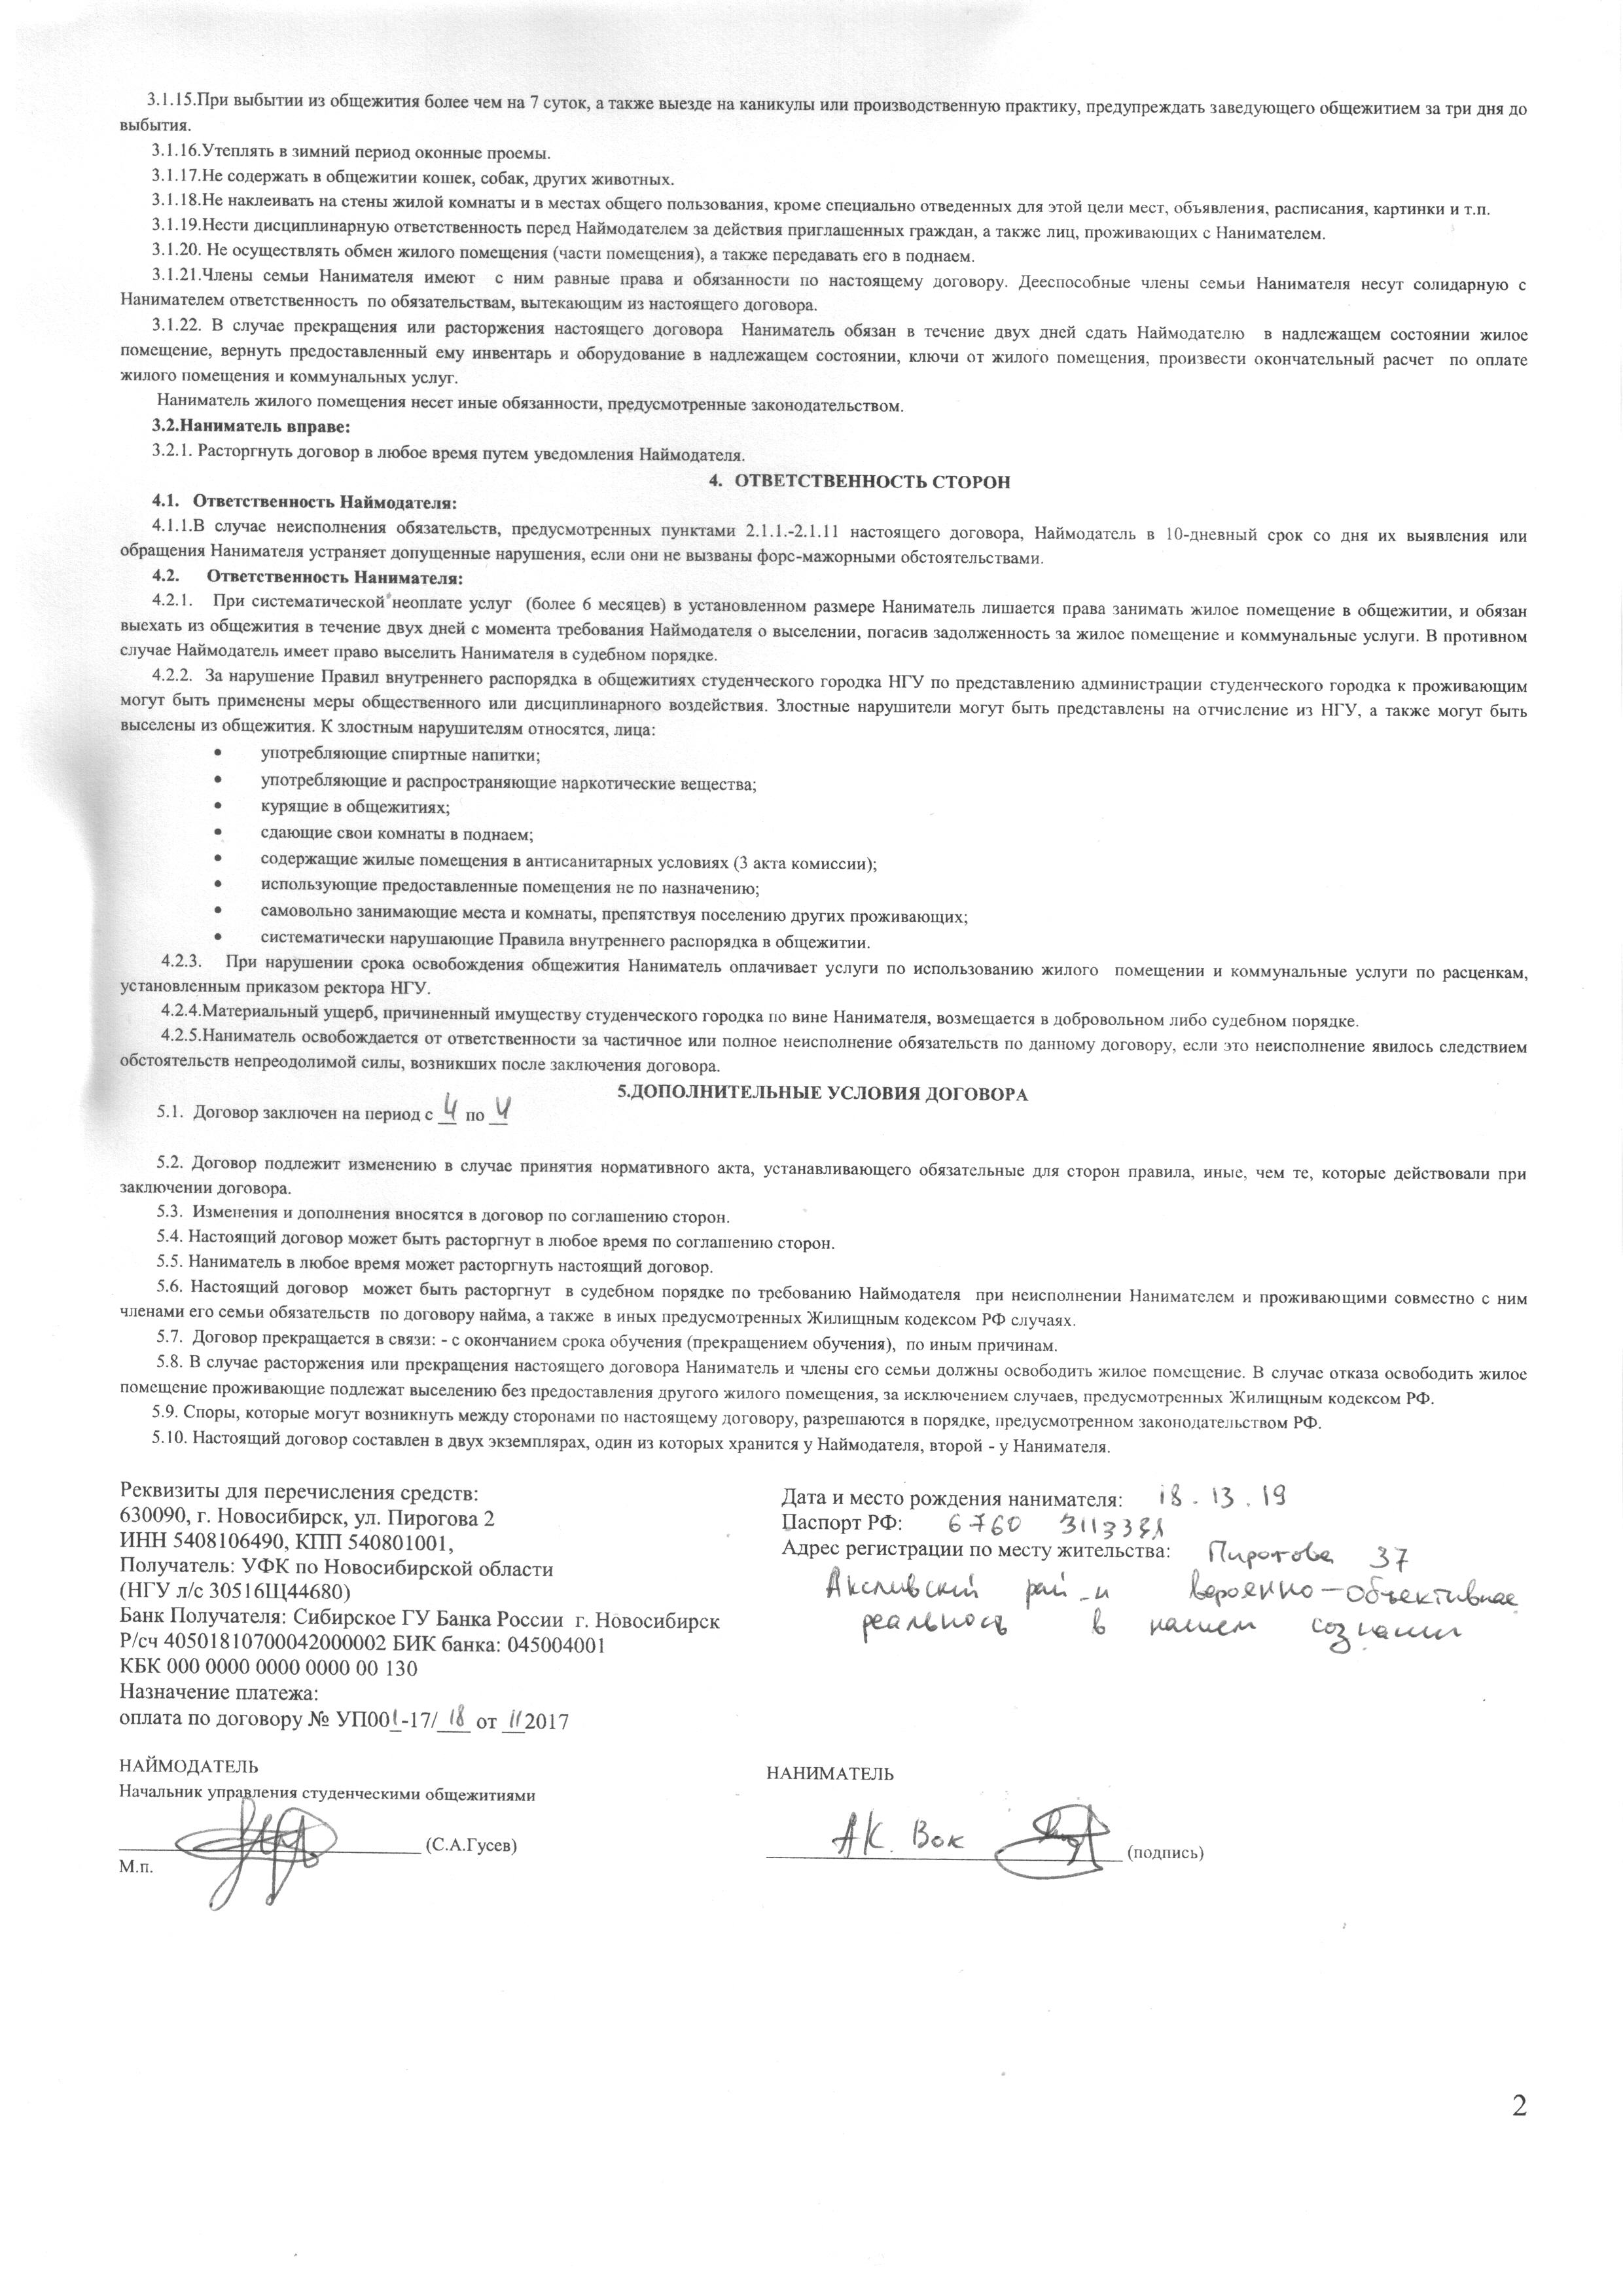 3.1.15.При выбытии из общежития более чем на 7 суток, а также выезде на каникулы или производственную практику, предупреждать заведующего общежитием за три дня до
выбытия.
3.1.16.Утеплять в зимний период оконные проемы.
3.1.17.Не содержать в общежитии кошек, собак, других животных.
3.1.18.Не наклеивать на стены жилой комнаты и в местах общего пользования, кроме специально отведенных для этой цели мест, объявления, расписания, картинки и т.п.
3.1.19.Нести дисциплинарную ответственность перед Наймодателем за действия приглашенных граждан, а также лиц, проживающих с Нанимателем.
3.1.20. Не осуществлять обмен жилого помещения (части помещения), а также передавать его в поднаем.
3.1.21.Члены семьи Нанимателя имеют с ним равные права и обязанности по настоящему договору. Дееспособные члены семьи Нанимателя несут солидарную с
Нанимателем ответственность по обязательствам, вытекающим из настоящего договора.
3.1.22. В случае прекращения или расторжения настоящего договора Наниматель обязан в течение двух дней сдать Наймодателю в надлежащем состоянии жилое
помещение, вернуть предоставленный ему инвентарь и оборудование в надлежащем состоянии, ключи от жилого помещения, произвести окончательный расчет по оплате
жилого помещения и коммунальных услуг.
Наниматель жилого помещения несет иные обязанности, предусмотренные законодательством.
3.2.Наниматель вправе:
3.2.1. Расторгнуть договор в любое время путем уведомления Наймодателя.
4. ОТВЕТСТВЕННОСТЬ СТОРОН
4.1. Ответственность Наймодателя:
4.1.1.В случае неисполнения обязательств, предусмотренных пунктами 2.1.1.-2.1.11 настоящего договора, Наймодатель в 10-дневный срок со дня их выявления или
обращения Нанимателя устраняет допущенные нарушения, если они не вызваны форс-мажорными обстоятельствами.
4.2. Ответственность Нанимателя:
4.2.1. При систематической неоплате услуг (более 6 месяцев) в установленном размере Наниматель лишается права занимать жилое помещение в общежитии, и обязан
выехать из общежития в течение двух дней с момента требования Наймодателя о выселении, погасив задолженность за жилое помещение и коммунальные услуги. В противном
случае Наймодатель имеет право выселить Нанимателя в судебном порядке.
4.2.2. За нарушение Правил внутреннего распорядка в общежитиях студенческого городка НГУ по представлению администрации студенческого городка к проживающим
могут быть применены меры общественного или дисциплинарного воздействия. Злостные нарушители могут быть представлены на отчисление из НГУ, а также могут быть
выселены из общежития. К злостным нарушителям относятся, лица:
• употребляющие спиртные напитки;
• употребляющие и распространяющие наркотические вещества;
• курящие в общежитиях;
• сдающие свои комнаты в поднаем;
• содержащие жилые помещения в антисанитарных условиях (3 акта комиссии);
• использующие предоставленные помещения не по назначению;
• самовольно занимающие места и комнаты, препятствуя поселению других проживающих;
• систематически нарушающие Правила внутреннего распорядка в общежитии.
4.2.3. При нарушении срока освобождения общежития Наниматель оплачивает услуги по использованию жилого помещении и коммунальные услуги по расценкам,
установленным приказом ректора НГУ.
4.2.4.Материальный ущерб, причиненный имуществу студенческого городка по вине Нанимателя, возмещается в добровольном либо судебном порядке.
4.2.5.Наниматель освобождается от ответственности за частичное или полное неисполнение обязательств по данному договору, если это неисполнение явилось следствием
обстоятельств непреодолимой силы, возникших после заключения договора.
5.ДОПОЛНИТЕЛЬНЫЕ УСЛОВИЯ ДОГОВОРА
5.1. Договор заключен на период с 4 по 4
5.2. Договор подлежит изменению в случае принятия нормативного акта, устанавливающего обязательные для сторон правила, иные, чем те, которые действовали при
заключении договора.
5.3. Изменения и дополнения вносятся в договор по соглашению сторон.
5.4. Настоящий договор может быть расторгнут в любое время по соглашению сторон.
5.5. Наниматель в любое время может расторгнуть настоящий договор.
5.6. Настоящий договор может быть расторгнут в судебном порядке по требованию Наймодателя при неисполнении Нанимателем и проживающими совместно с ним
членами его семьи обязательств по договору найма, а также в иных предусмотренных Жилищным кодексом РФ случаях.
5.7. Договор прекращается в связи: - с окончанием срока обучения (прекращением обучения), по иным причинам.
5.8. В случае расторжения или прекращения настоящего договора Наниматель и члены его семьи должны освободить жилое помещение. В случае отказа освободить жилое
помещение проживающие подлежат выселению без предоставления другого жилого помещения, за исключением случаев, предусмотренных Жилищным кодексом РФ.
5.9. Споры, которые могут возникнуть между сторонами по настоящему договору, разрешаются в порядке, предусмотренном законодательством РФ.
5.10. Настоящий договор составлен в двух экземплярах, один из которых хранится у Наймодателя, второй - у Нанимателя.
Реквизиты для перечисления средств:
630090, г. Новосибирск, ул. Пирогова 2
ИНН 5408106490, КПП 540801001,
Получатель: УФК по Новосибирской области
(НГУ л/с 30516Щ44680)
Банк Получателя: Сибирское ГУ Банка России г. Новосибирск
Р/сч 40501810700042000002 БИК банка: 045004001
КБК 000 0000 0000 0000 00 130
Назначение платежа:
оплата по договору № УП001-17/ 18 от 11 2017
Дата и место рождения нанимателя: 18.13.19
Паспорт РФ: 6760
Адрес регистрации по месту жительства: Пирогова 37
рай-н вероянно-объективная
реальность в нашем сознании
НАЙМОДАТЕЛЬ
Начальник управления студенческими общежитиями
(С.А.Гусев)
М.п.
НАНИМАТЕЛЬ
АК. Вок (подпись)
2